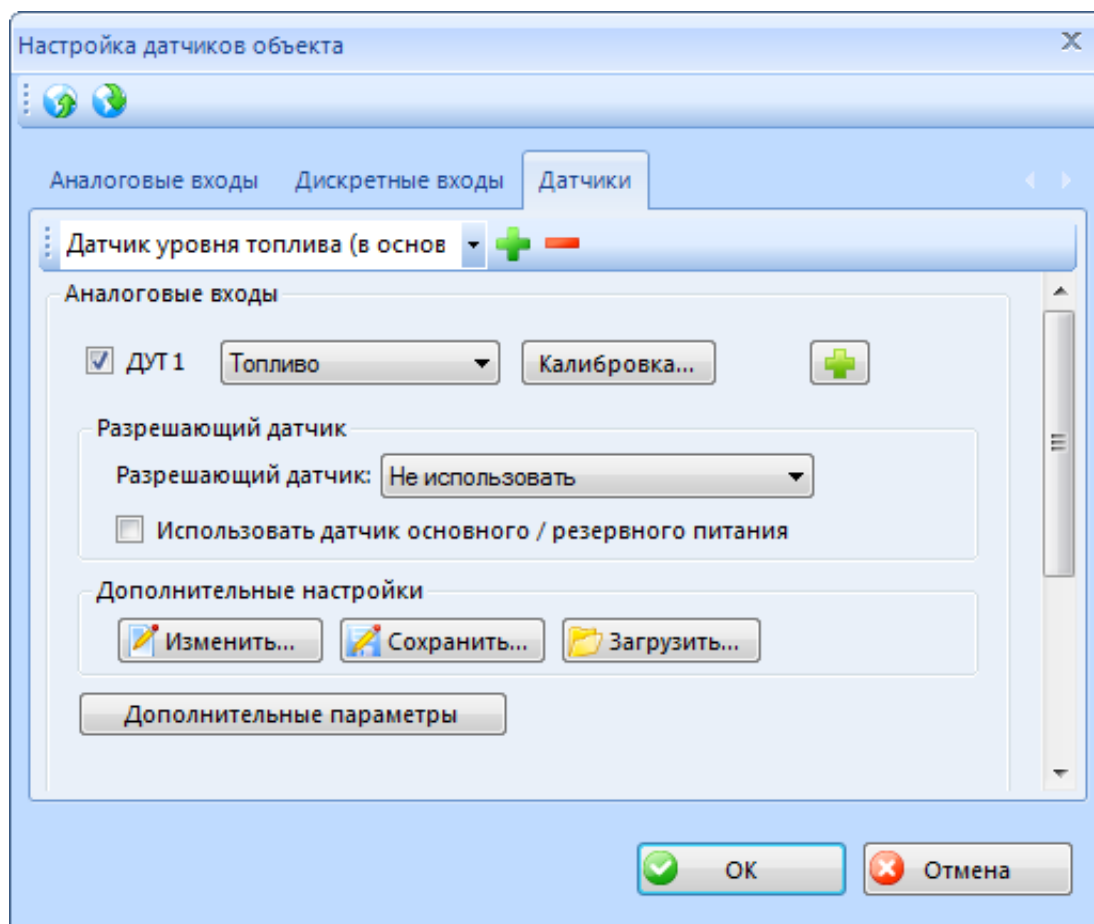 Настройка датчиков объекта
Аналоговые входы Дискретные входы Датчики
Датчик уровня топлива (в основ
Аналоговые входы
ДУТ 1 Топливо Калибровка...
Разрешающий датчик
Разрешающий датчик: Не использовать
Использовать датчик основного / резервного питания
Дополнительные настройки
Изменить... Сохранить... Загрузить...
Дополнительные параметры
ОК Отмена